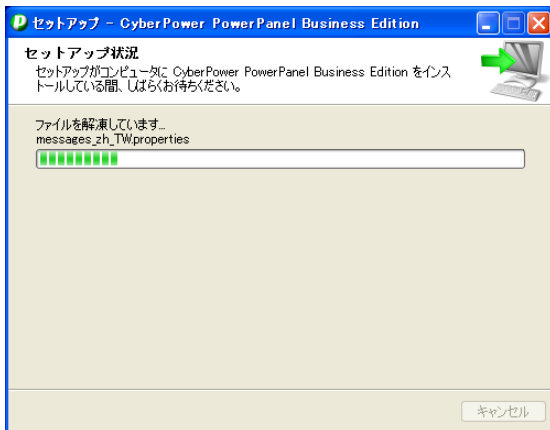 セットアップ - CyberPower PowerPanel Business Edition
セットアップ状況
セットアップがコンピュータに CyberPower PowerPanel Business Edition をインス
トールしている間、しばらくお待ちください。
ファイルを解凍しています...
messages_zh_TW.properties
キャンセル